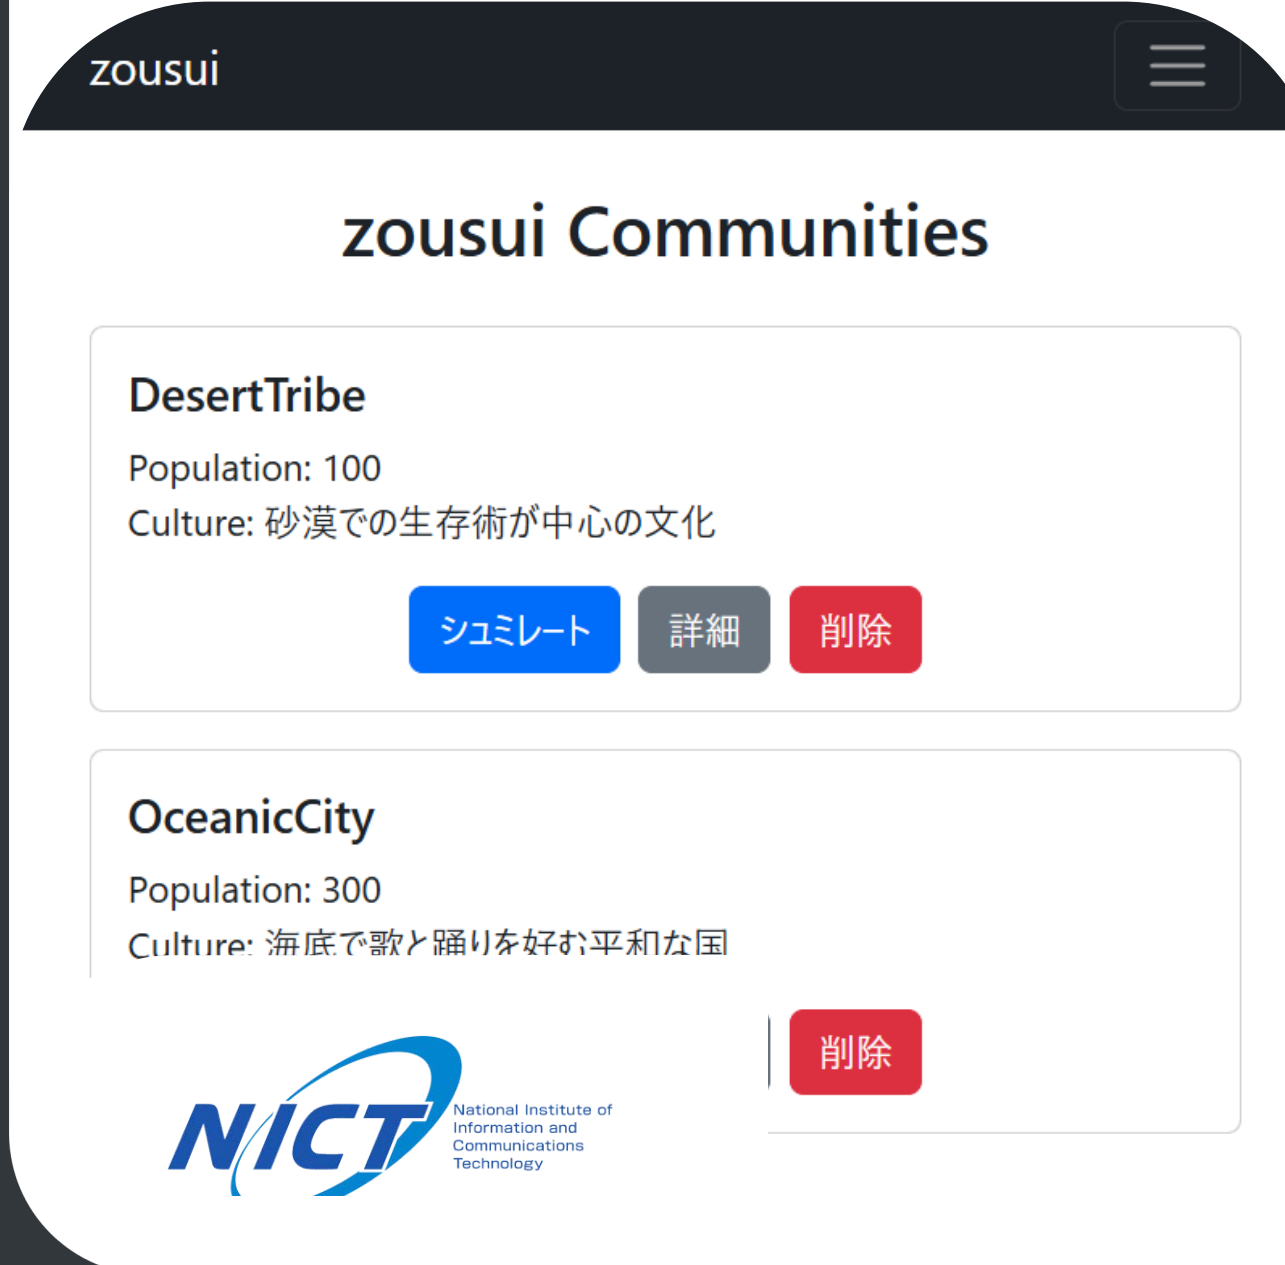 zousui
zousui Communities
DesertTribe
Population: 100
Culture: 砂漠での生存術が中心の文化
シュミレート 詳細 削除
OceanicCity
Population: 300
Culture: 海底で歌と踊りを好む平和な国
削除
NICT
National Institute of
Information and
Communications
Technology